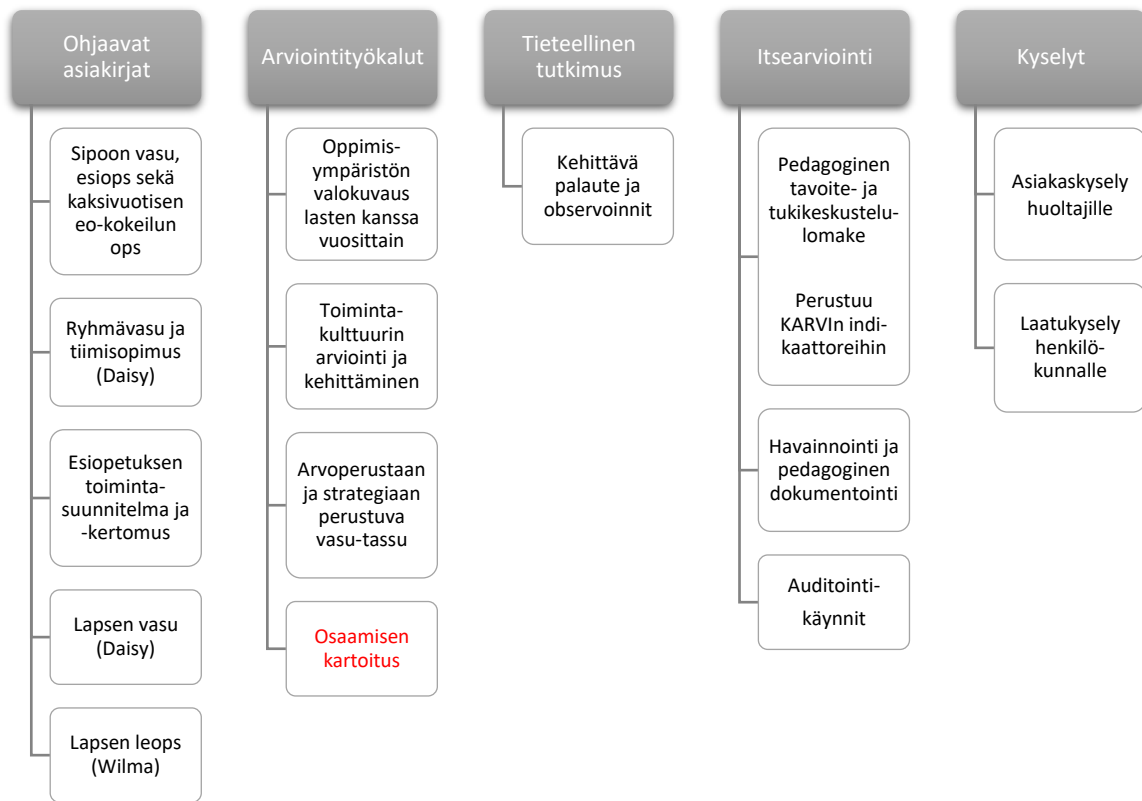 Ohjaavat
asiakirjat
Sipoon vasu,
esiops sekä
kaksivuotisen
eo-kokeilun
ops
Ryhmävasu ja
tiimisopimus
(Daisy)
Esiopetuksen
toiminta-
suunnitelma ja
-kertomus
Lapsen vasu
(Daisy)
Lapsen leops
(Wilma)
Arviointityökalut
Oppimis-
ympäristön
valokuvaus
lasten kanssa
vuosittain
Toiminta-
kulttuurin
arviointi ja
kehittäminen
Arvoperustaan
ja strategiaan
perustuva
vasu-tassu
Osaamisen
kartoitus
Tieteellinen
tutkimus
Kehittävä
palaute ja
observoinnit
Itsearviointi
Pedagoginen
tavoite- ja
tukikeskustelu-
lomake
Perustuu
KARVIn indi-
kaattoreihin
Havainnointi ja
pedagoginen
dokumentointi
Auditointi-
käynnit
Kyselyt
Asiakaskysely
huoltajille
Laatukysely
henkilö-
kunnalle